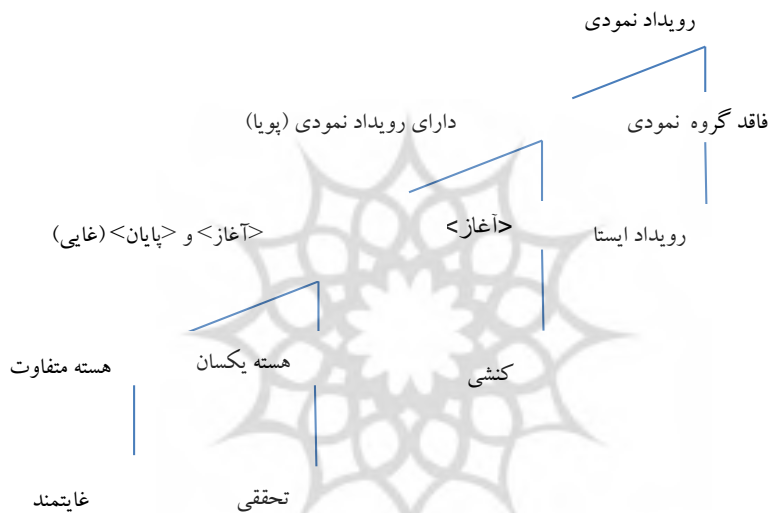 رویداد نمودی
فاقد گروه نمودی
دارای رویداد نمودی (پویا)
رویداد ایستا
<آغاز>
<آغاز> و <پایان> (غایی)
کنشی
هسته یکسان
هسته متفاوت
تحققی
غایتمند